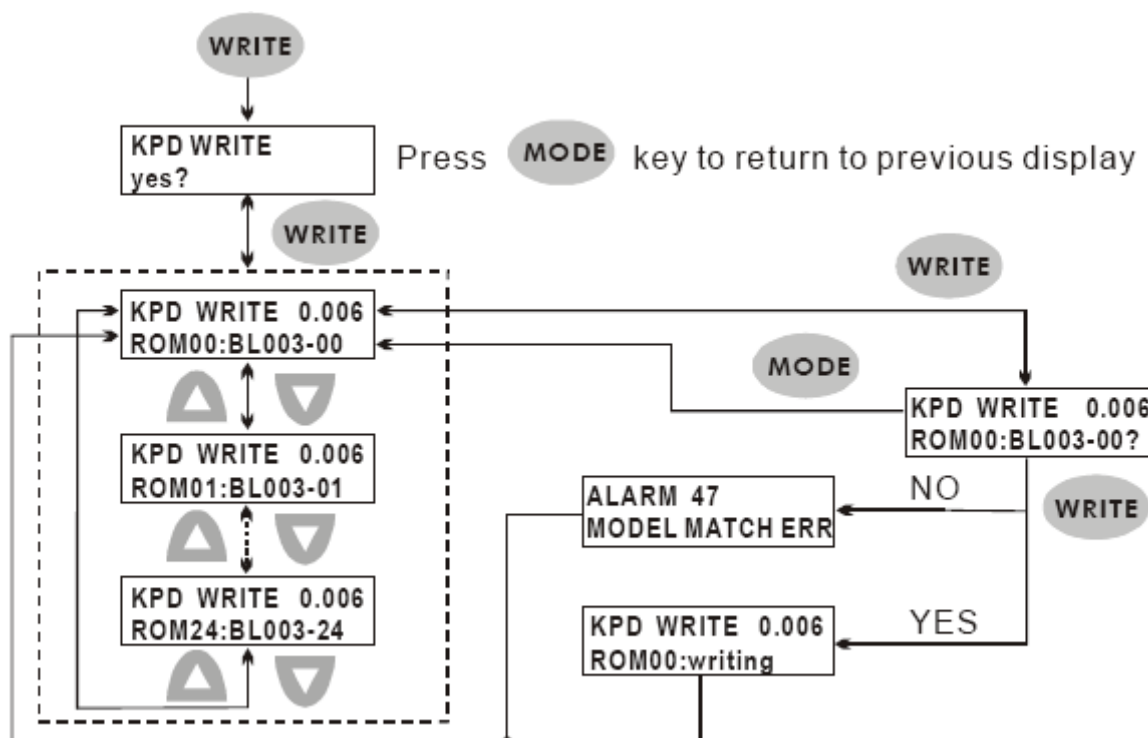 WRITE
KPD WRITE
yes?
Press MODE key to return to previous display
WRITE
WRITE
KPD WRITE 0.006
ROM00:BL003-00
MODE
KPD WRITE 0.006
ROM00:BL003-00?
KPD WRITE 0.006
ROM01:BL003-01
ALARM 47
MODEL MATCH ERR
NO
WRITE
KPD WRITE 0.006
ROM24:BL003-24
KPD WRITE 0.006
ROM00:writing
YES